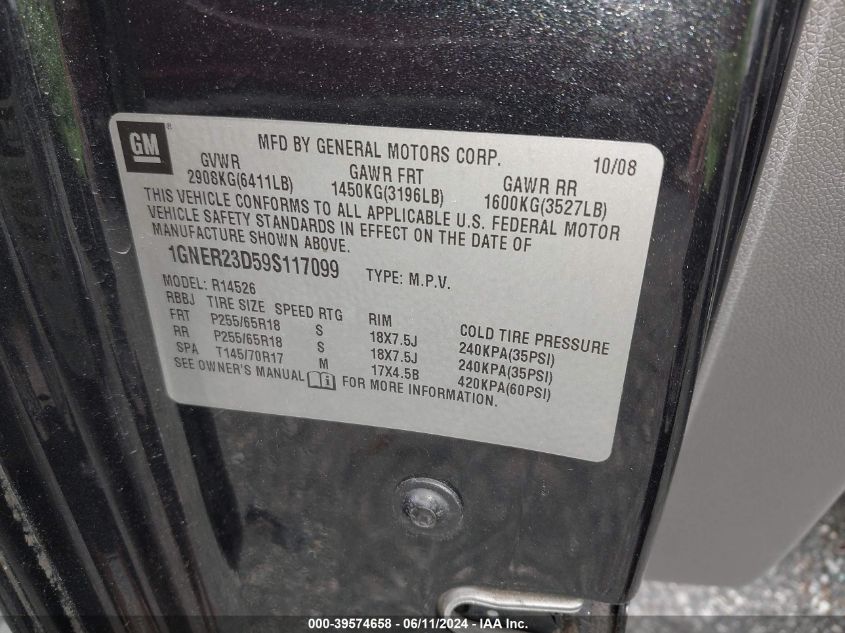 GM ® MFD BY GENERAL MOTORS CORP. 10/08
GVWR GAWR FRT GAWR RR
2908KG(6411LB) 1450KG(3196LB) 1600KG(3527LB)
THIS VEHICLE CONFORMS TO ALL APPLICABLE U.S. FEDERAL MOTOR
VEHICLE SAFETY STANDARDS IN EFFECT ON THE DATE OF
MANUFACTURE SHOWN ABOVE.
1GNER23D59S117099 TYPE: M.P.V.
MODEL: R14526
RBBJ TIRE SIZE SPEED RTG RIM COLD TIRE PRESSURE
FRT P255/65R18 S 18X7.5J 240KPA(35PSI)
RR P255/65R18 S 18X7.5J 240KPA(35PSI)
SPA T145/70R17 M 17X4.5B 420KPA(60PSI)
SEE OWNER'S MANUAL FOR MORE INFORMATION.
000-39574658 - 06/11/2024 - IAA Inc.